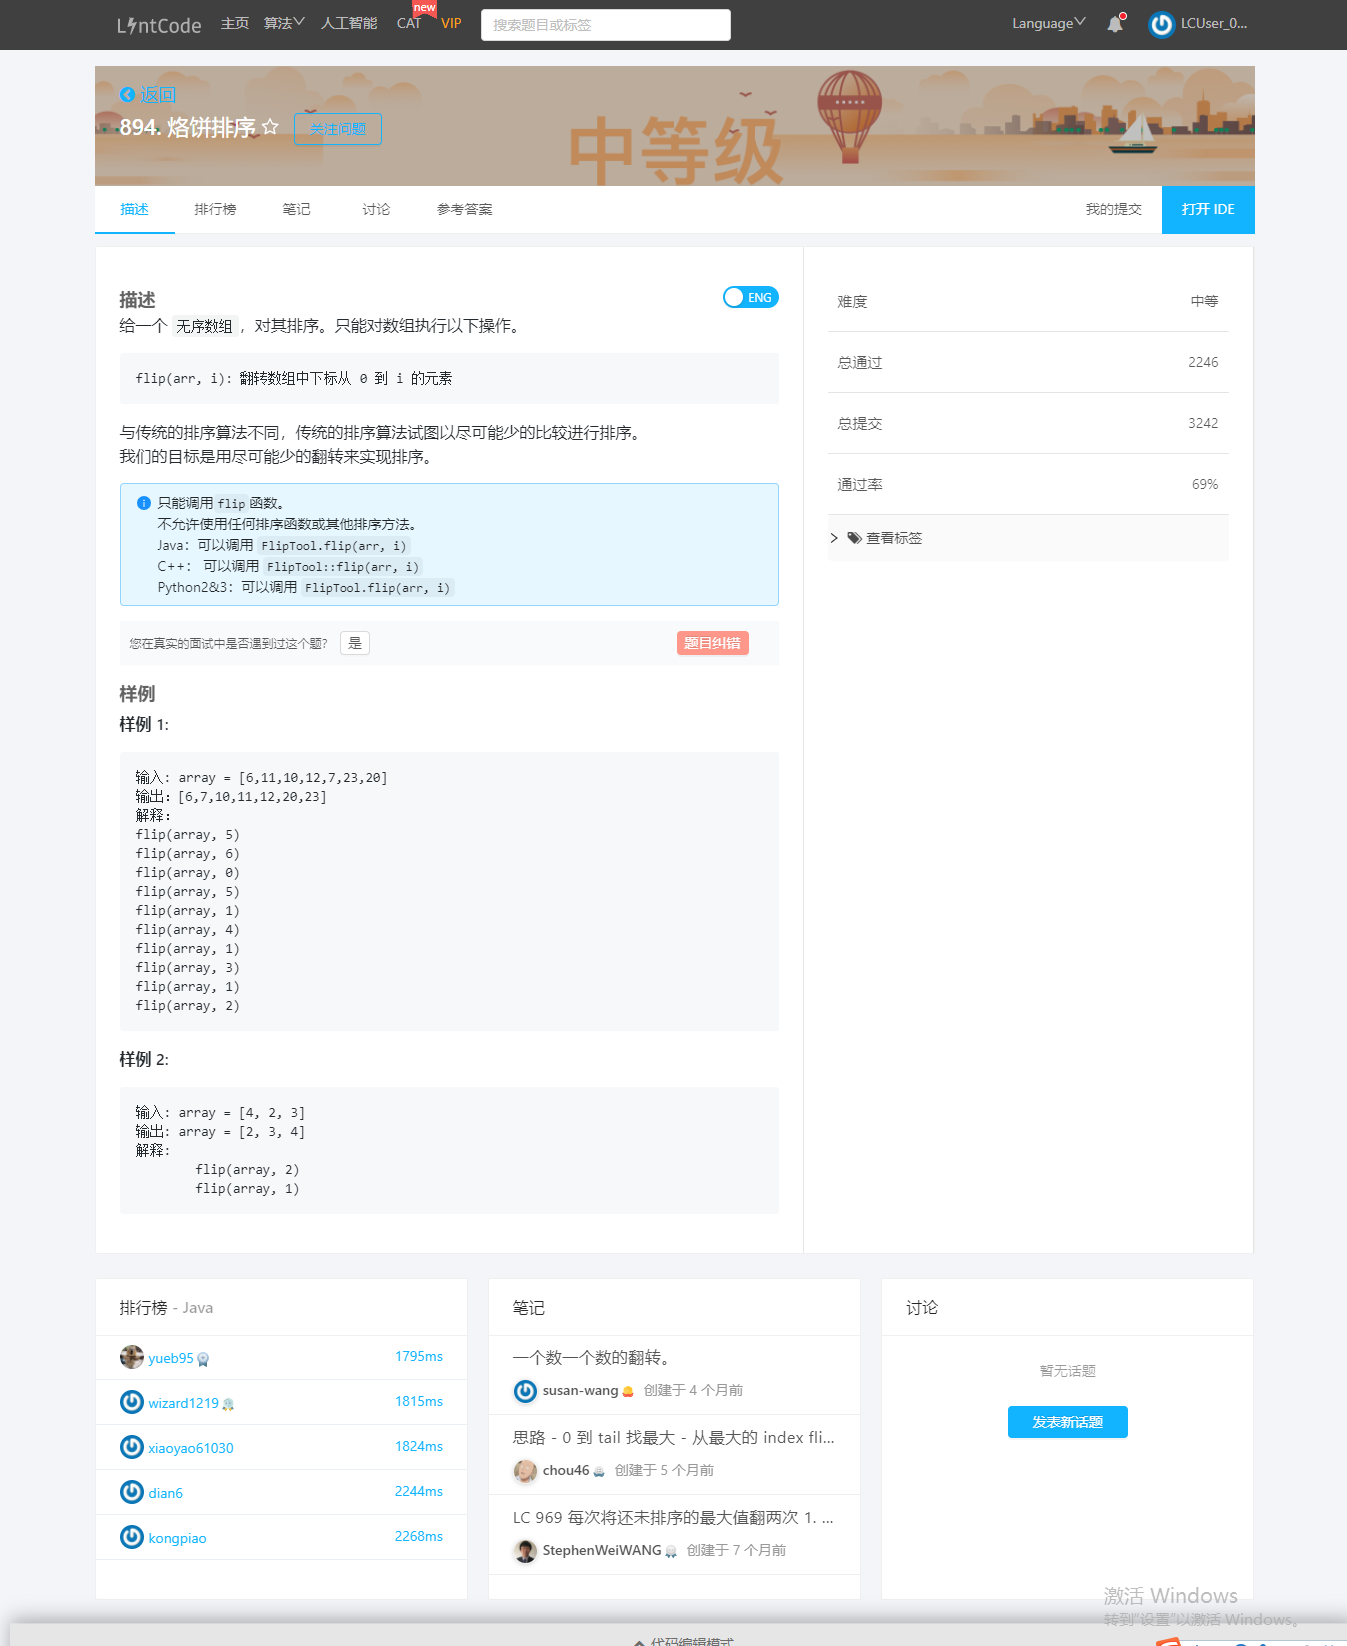 LintCode 主页 算法 人工智能 CAT new VIP 搜索题目或标签 Language LCUser_0...
返回
894. 烙饼排序 关注问题
中等级
描述 排行榜 笔记 讨论 参考答案 我的提交 打开 IDE
描述 ENG
给一个 无序数组，对其排序。只能对数组执行以下操作。
flip(arr, i): 翻转数组中下标从 0 到 i 的元素
与传统的排序算法不同，传统的排序算法试图以尽可能少的比较进行排序。
我们的目标是用尽可能少的翻转来实现排序。
只能调用 flip 函数。
不允许使用任何排序函数或其他排序方法。
Java：可以调用 FlipTool.flip(arr, i)
C++： 可以调用 FlipTool::flip(arr, i)
Python2&3：可以调用 FlipTool.flip(arr, i)
您在真实的面试中是否遇到过这个题? 是 题目纠错
样例
样例 1:
输入: array = [6,11,10,12,7,23,20]
输出：[6,7,10,11,12,20,23]
解释：
flip(array, 5)
flip(array, 6)
flip(array, 0)
flip(array, 5)
flip(array, 1)
flip(array, 4)
flip(array, 1)
flip(array, 3)
flip(array, 1)
flip(array, 2)
样例 2:
输入: array = [4, 2, 3]
输出: array = [2, 3, 4]
解释:
flip(array, 2)
flip(array, 1)
难度 中等
总通过 2246
总提交 3242
通过率 69%
查看标签
排行榜 - Java
yueb95 1795ms
wizard1219 1815ms
xiaoyao61030 1824ms
dian6 2244ms
kongpiao 2268ms
笔记
一个数一个数的翻转。
susan-wang 创建于 4 个月前
思路 - 0 到 tail 找最大 - 从最大的 index fli...
chou46 创建于 5 个月前
LC 969 每次将还未排序的最大值翻两次 1. ...
StephenWeiWANG 创建于 7 个月前
讨论
暂无话题
发表新话题
激活 Windows
转到"设置"以激活 Windows。
代码编辑模式